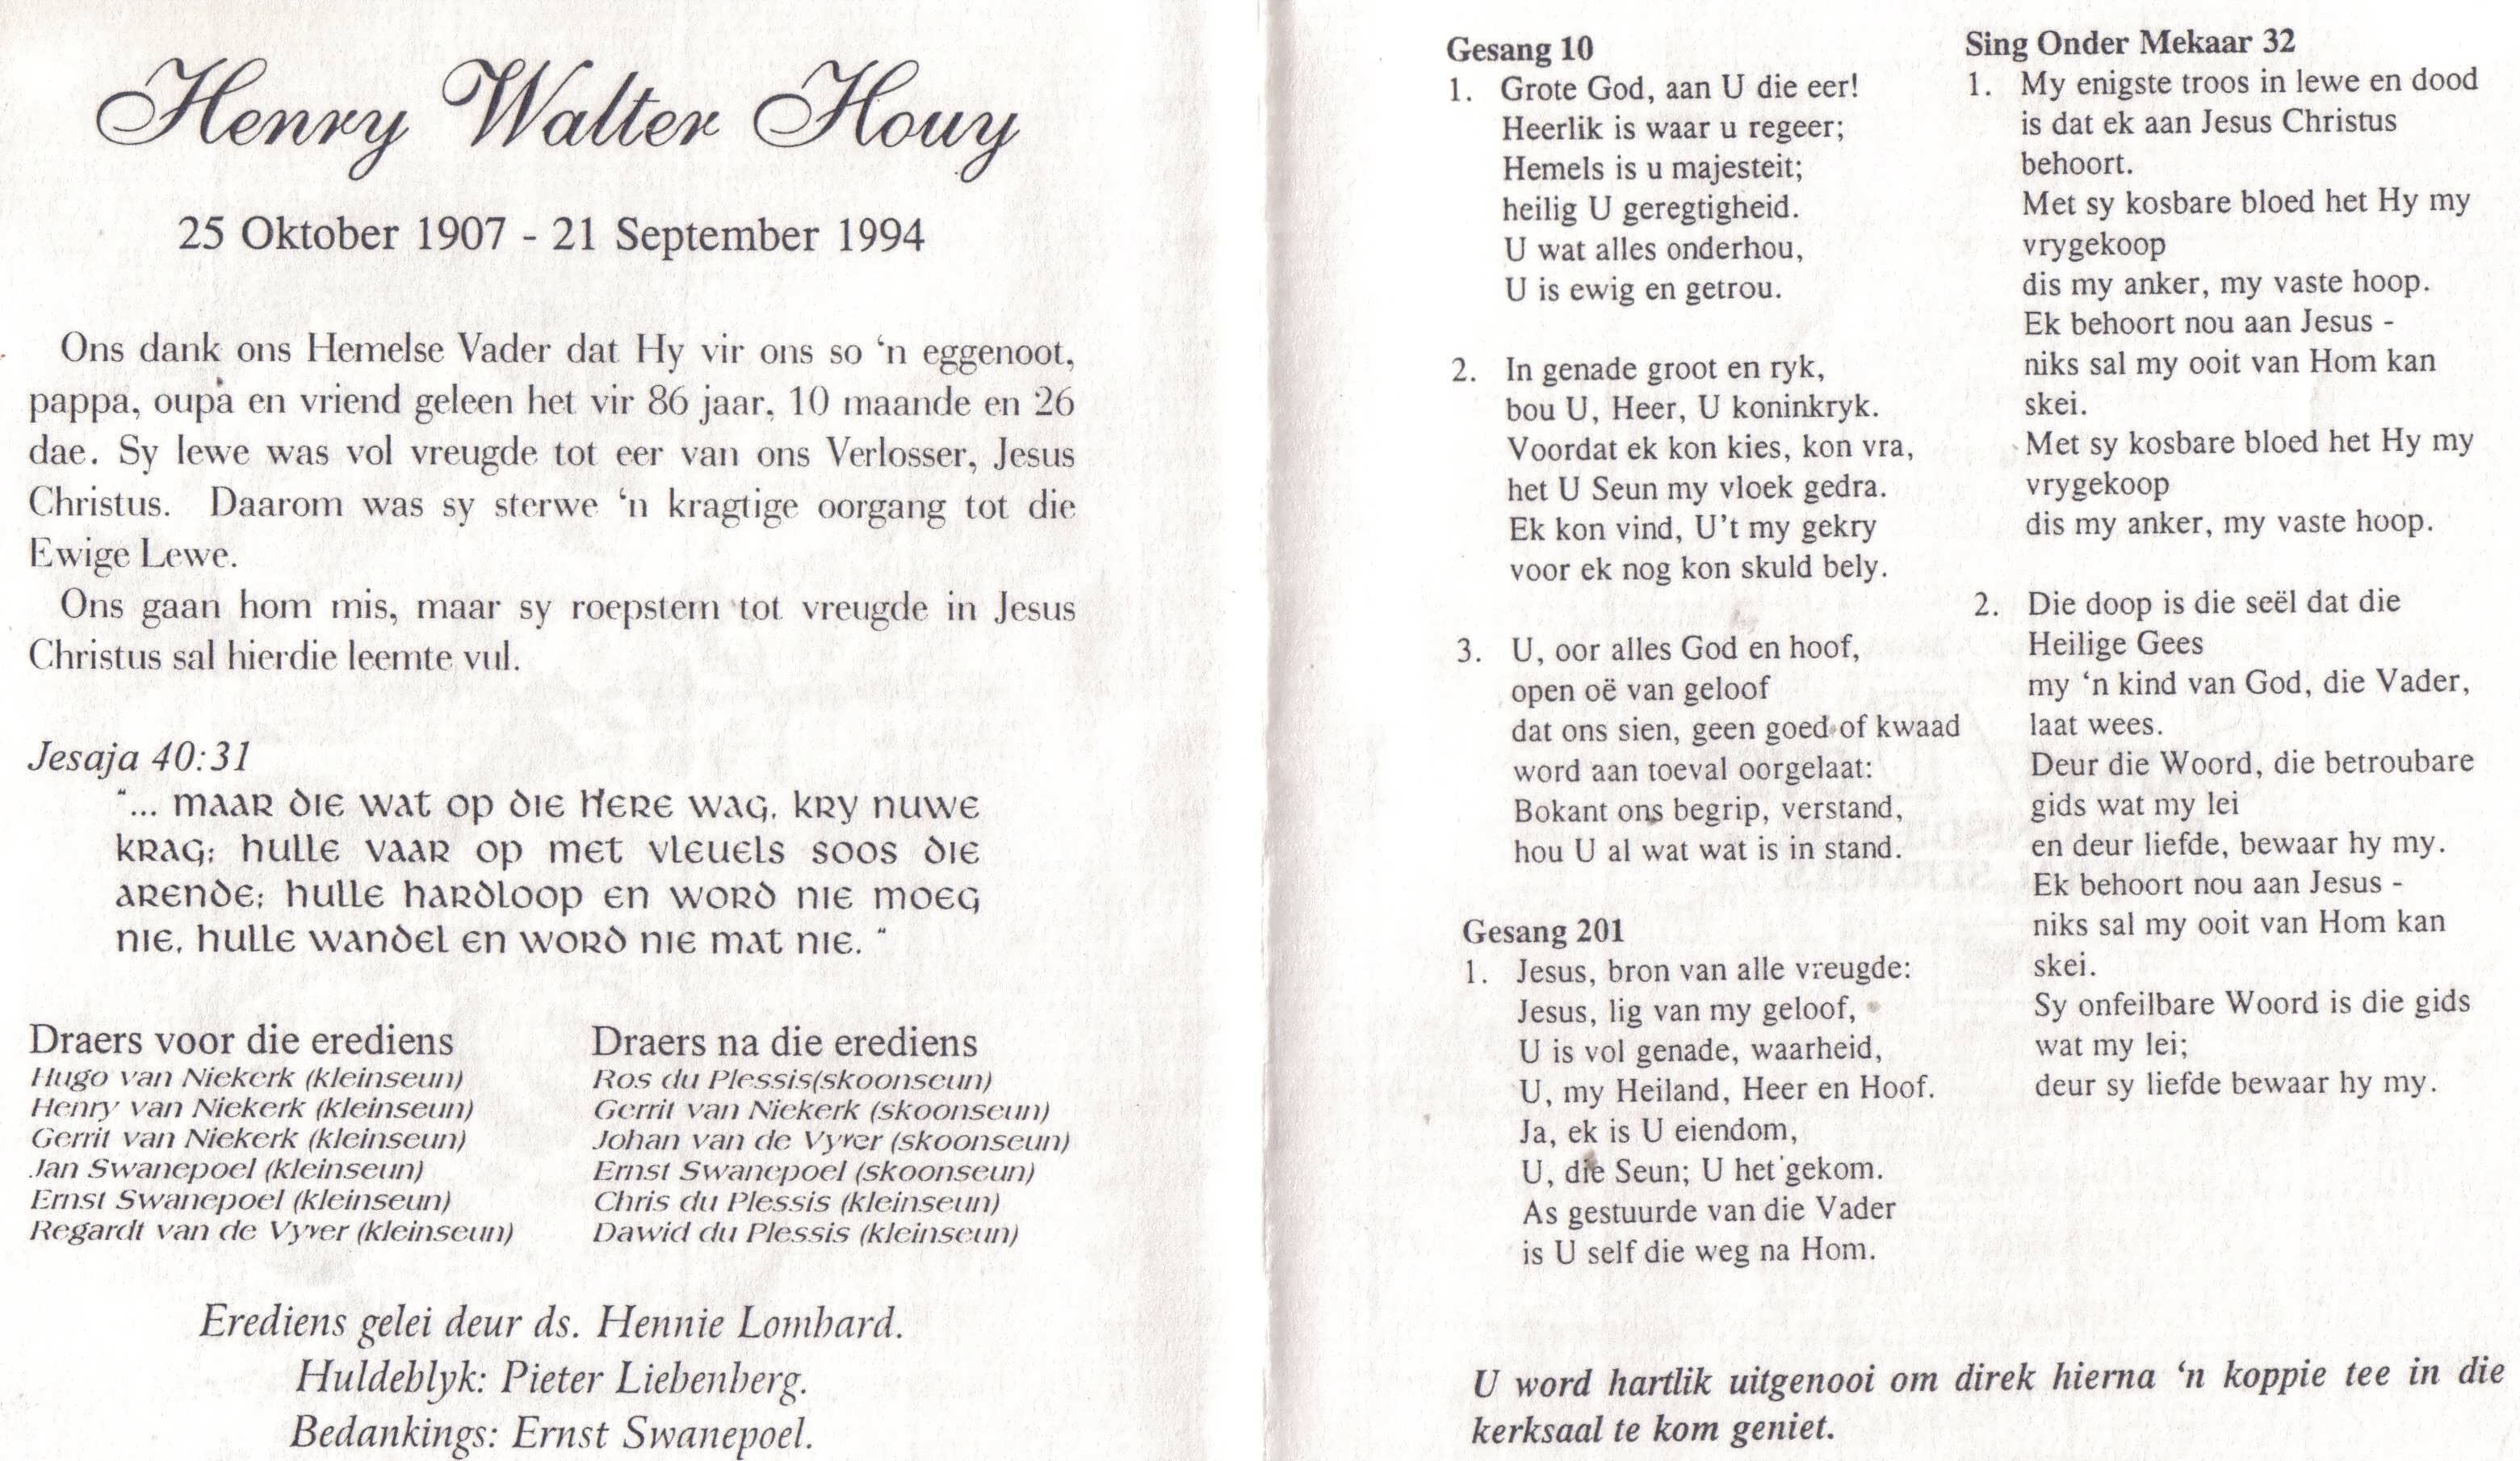 Henry Walter Houy
25 Oktober 1907 - 21 September 1994
Ons dank ons Hemelse Vader dat Hy vir ons so 'n eggenoot,
pappa, oupa en vriend geleen het vir 86 jaar, 10 maande en 26
dae. Sy lewe was vol vreugde tot eer van ons Verlosser, Jesus
Christus. Daarom was sy sterwe 'n kragtige oorgang tot die
Ewige Lewe.
Ons gaan hom mis, maar sy roepstem tot vreugde in Jesus
Christus sal hierdie leemte vul.
Jesaja 40:31
"... maar die wat op die Here wag, kry nuwe
krag; hulle vaar op met vleuels soos die
arende; hulle hardloop en word nie moeg
nie, hulle wandel en word nie mat nie. "
Draers voor die erediens
Hugo van Niekerk (kleinseun)
Henry van Niekerk (kleinseun)
Gerrit van Niekerk (kleinseun)
Jan Swanepoel (kleinseun)
Ernst Swanepoel (kleinseun)
Regardt van de Vyver (kleinseun)
Draers na die erediens
Ros du Plessis(skoonseun)
Gerrit van Niekerk (skoonseun)
Johan van de Vyver (skoonseun)
Ernst Swanepoel (skoonseun)
Chris du Plessis (kleinseun)
Dawid du Plessis (kleinseun)
Erediens gelei deur ds. Hennie Lombard.
Huldeblyk: Pieter Liebenberg.
Bedankings: Ernst Swanepoel.
Gesang 10
1. Grote God, aan U die eer!
Heerlik is waar u regeer;
Hemels is u majesteit;
heilig U geregtigheid.
U wat alles onderhou,
U is ewig en getrou.
2. In genade groot en ryk,
bou U, Heer, U koninkryk.
Voordat ek kon kies, kon vra,
het U Seun my vloek gedra.
Ek kon vind, U't my gekry
voor ek nog kon skuld bely.
3. U, oor alles God en hoof,
open oë van geloof
dat ons sien, geen goed of kwaad
word aan toeval oorgelaat:
Bokant ons begrip, verstand,
hou U al wat wat is in stand.
Gesang 201
1. Jesus, bron van alle vreugde:
Jesus, lig van my geloof,
U is vol genade, waarheid,
U, my Heiland, Heer en Hoof.
Ja, ek is U eiendom,
U, die Seun; U het gekom.
As gestuurde van die Vader
is U self die weg na Hom.
Sing Onder Mekaar 32
1. My enigste troos in lewe en dood
is dat ek aan Jesus Christus
behoort.
Met sy kosbare bloed het Hy my
vrygekoop
dis my anker, my vaste hoop.
Ek behoort nou aan Jesus -
niks sal my ooit van Hom kan
skei.
Met sy kosbare bloed het Hy my
vrygekoop
dis my anker, my vaste hoop.
2. Die doop is die seël dat die
Heilige Gees
my 'n kind van God, die Vader,
laat wees.
Deur die Woord, die betroubare
gids wat my lei
en deur liefde, bewaar hy my.
Ek behoort nou aan Jesus -
niks sal my ooit van Hom kan
skei.
Sy onfeilbare Woord is die gids
wat my lei;
deur sy liefde bewaar hy my.
U word hartlik uitgenooi om direk hierna 'n koppie tee in die
kerksaal te kom geniet.